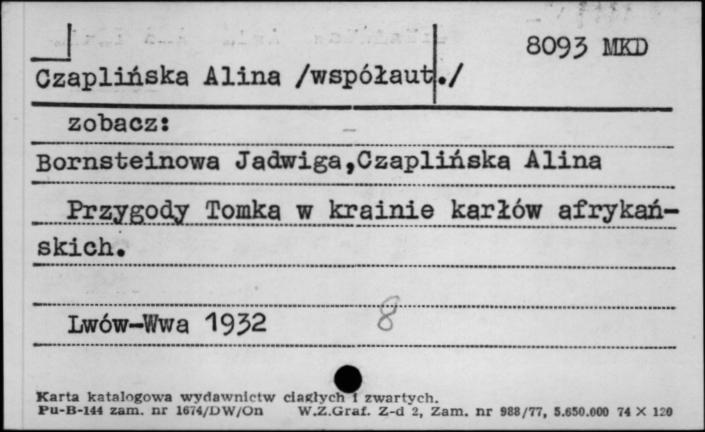 8093 MKD
Czaplińska Alina /współaut./
zobacz:
Bornsteinowa Jadwiga,Czaplińska Alina
Przygody Tomka w krainie karłów afrykań-
skich.
Lwów-Wwa 1932 8
Karta katalogowa wydawnictw ciągłych i zwartych.
Pu-B-144 zam. nr 1674/DW/On W.Z.Graf. Z-d 2, Zam. nr 988/77, 5.650.000 74 X 120